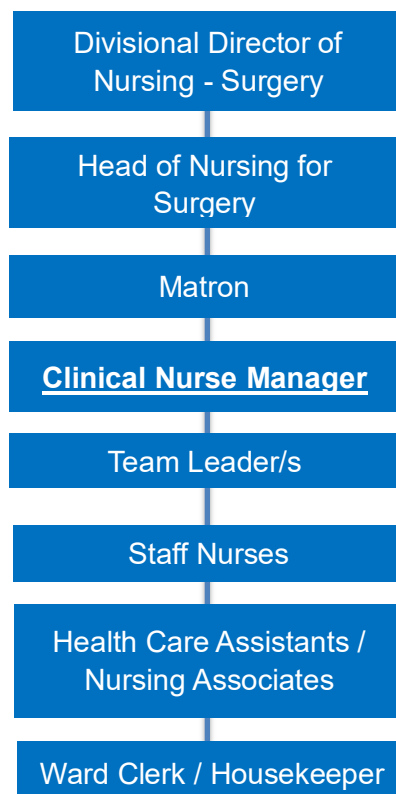 Divisional Director of
Nursing - Surgery
Head of Nursing for
Surgery
Matron
Clinical Nurse Manager
Team Leader/s
Staff Nurses
Health Care Assistants /
Nursing Associates
Ward Clerk / Housekeeper